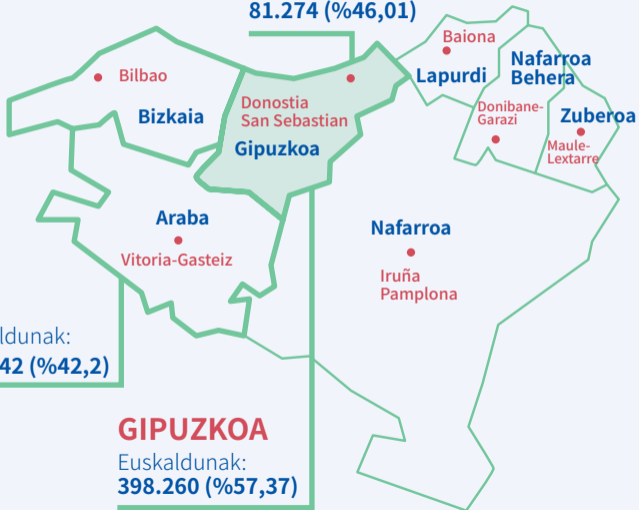 81.274 (%46,01)
Baiona
Lapurdi
Nafarroa
Behera
Bilbao
Bizkaia
Donostia
San Sebastian
Gipuzkoa
Donibane-
Garazi
Zuberoa
Maule-
Lextarre
Araba
Vitoria-Gasteiz
Nafarroa
Iruña
Pamplona
ldunak:
42 (%42,2)
GIPUZKOA
Euskaldunak:
398.260 (%57,37)